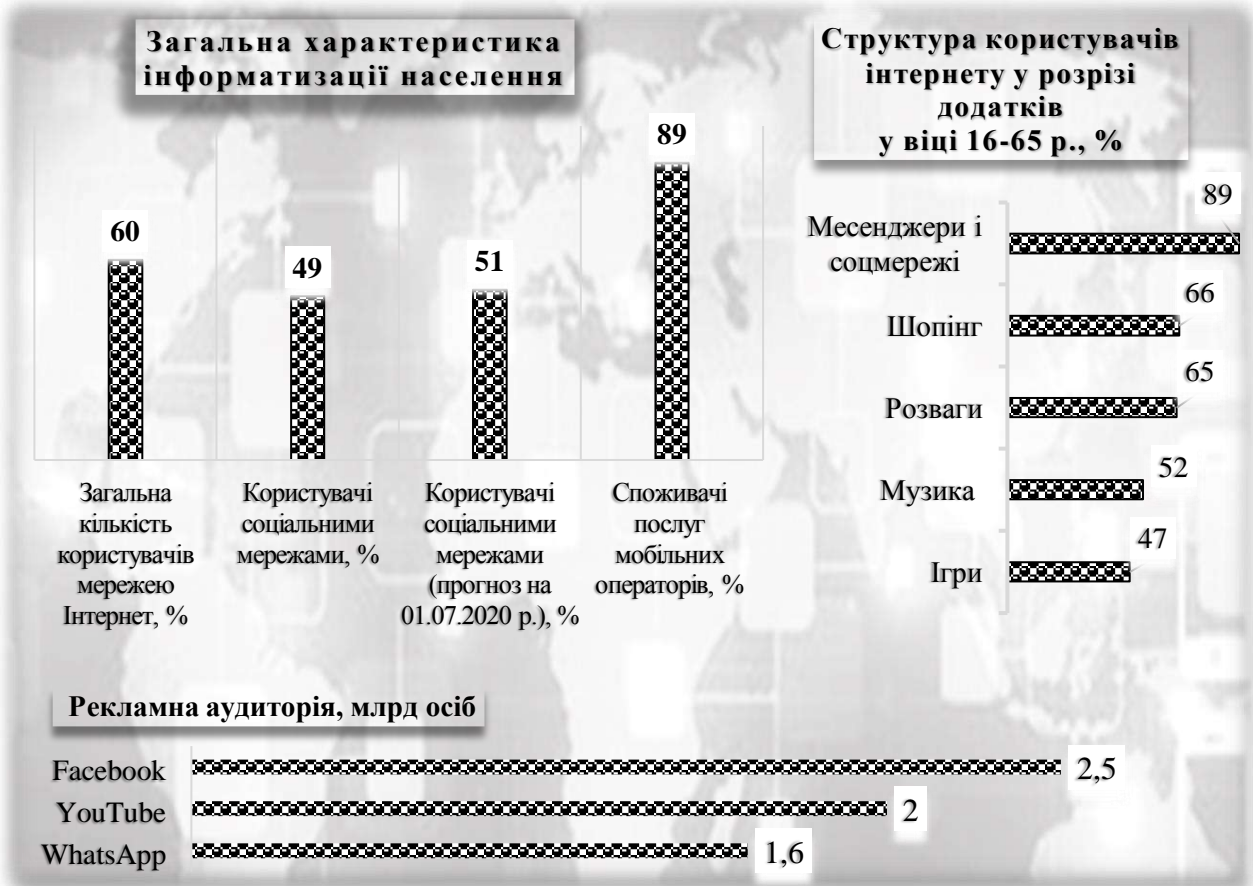 Загальна характеристика
інформатизації населення
60
49
51
89
Загальна
кількість
користувачів
мережею
Інтернет, %
Користувачі
соціальними
мережами, %
Користувачі
соціальними
мережами
(прогноз на
01.07.2020 р.), %
Споживачі
послуг
мобільних
операторів, %
Структура користувачів
інтернету у розрізі
додатків
у віці 16-65 р., %
Месенджери і
соцмережі
89
Шопінг
66
Розваги
65
Музика
52
Ігри
47
Рекламна аудиторія, млрд осіб
Facebook
2,5
YouTube
2
WhatsApp
1,6